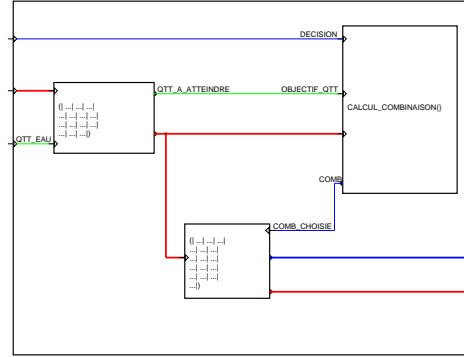 DECISION
QTT_A_ATTEINDRE
OBJECTIF_QTT
(| ...| ...| ...|
...| ...| ...| ...|
...| ...| ...| ...|
...| ...| ...|)
CALCUL_COMBINAISON()
QTT_EAU
COMB
COMB_CHOISIE
(| ...| ...| ...|
...| ...| ...|
...| ...| ...|
...| ...| ...|
...| ...| ...|
...|)